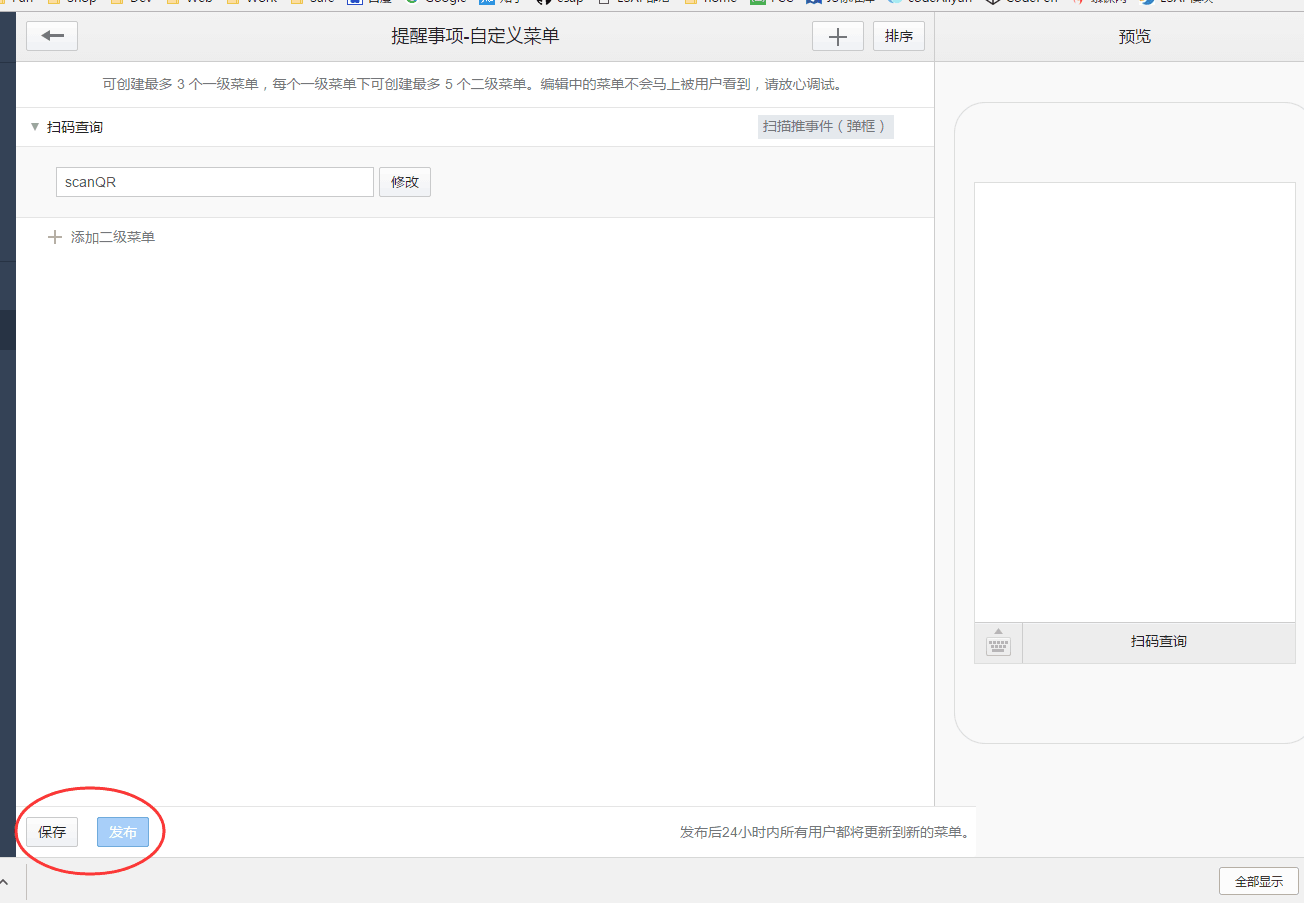 提醒事项-自定义菜单
排序
预览
可创建最多 3 个一级菜单，每个一级菜单下可创建最多 5 个二级菜单。编辑中的菜单不会马上被用户看到，请放心调试。
扫码查询
扫描推事件（弹框）
scanQR
修改
添加二级菜单
扫码查询
保存
发布
发布后24小时内所有用户都将更新到新的菜单。
全部显示